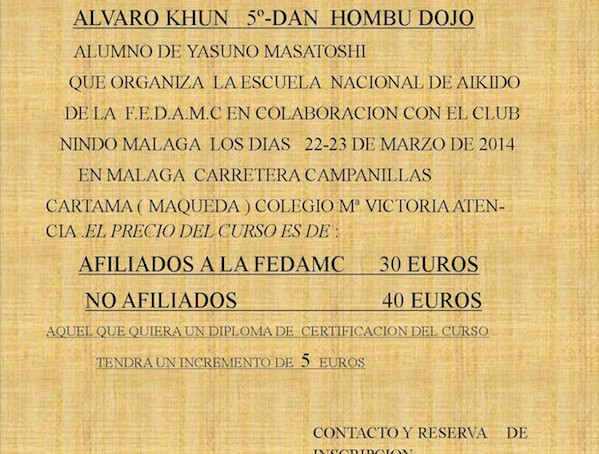 ALVARO KHUN 5º-DAN HOMBU DOJO
ALUMNO DE YASUNO MASATOSHI
QUE ORGANIZA LA ESCUELA NACIONAL DE AIKIDO
DE LA F.E.D.A.M.C EN COLABORACION CON EL CLUB
NINDO MALAGA LOS DIAS 22-23 DE MARZO DE 2014
EN MALAGA CARRETERA CAMPANILLAS
CARTAMA ( MAQUEDA ) COLEGIO Mª VICTORIA ATEN-
CIA .EL PRECIO DEL CURSO ES DE :
AFILIADOS A LA FEDAMC 30 EUROS
NO AFILIADOS 40 EUROS
AQUEL QUE QUIERA UN DIPLOMA DE CERTIFICACION DEL CURSO
TENDRA UN INCREMENTO DE 5 EUROS
CONTACTO Y RESERVA DE
INSCRIPCION